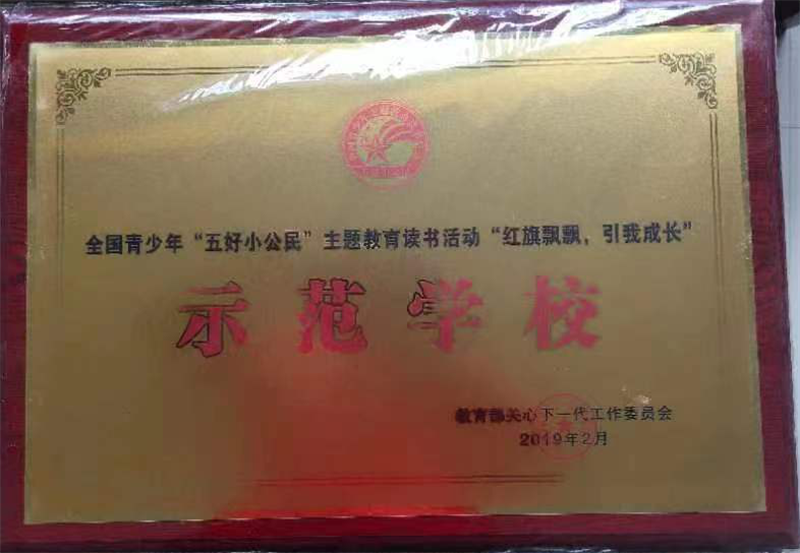 全国青少年“五好小公民”主题教育读书活动“红旗飘飘，引我成长”
示范学校
教育部关心下一代工作委员会
2019年2月